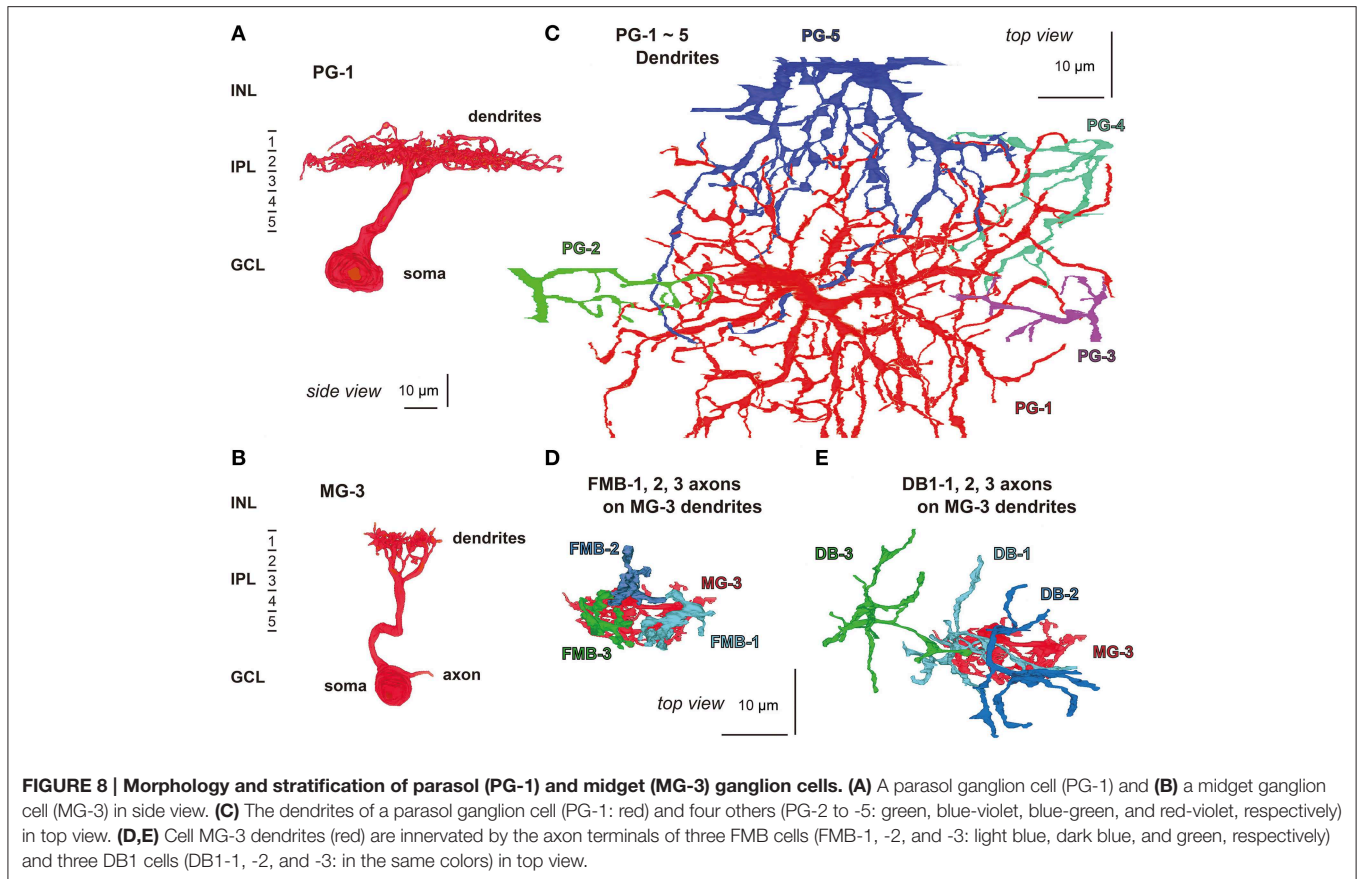 A
PG-1
INL
dendrites
1
2
IPL
3
4
5
GCL
soma
side view
10 µm
C
PG-1 ~ 5
Dendrites
PG-5
top view
10 µm
PG-4
PG-2
PG-3
PG-1
B
MG-3
INL
dendrites
1
2
IPL
3
4
5
GCL
soma
axon
D
FMB-1, 2, 3 axons
on MG-3 dendrites
FMB-2
MG-3
FMB-3
FMB-1
top view
10 µm
E
DB1-1, 2, 3 axons
on MG-3 dendrites
DB-3
DB-1
DB-2
MG-3
FIGURE 8 | Morphology and stratification of parasol (PG-1) and midget (MG-3) ganglion cells. (A) A parasol ganglion cell (PG-1) and (B) a midget ganglion
cell (MG-3) in side view. (C) The dendrites of a parasol ganglion cell (PG-1: red) and four others (PG-2 to -5: green, blue-violet, blue-green, and red-violet, respectively)
in top view. (D,E) Cell MG-3 dendrites (red) are innervated by the axon terminals of three FMB cells (FMB-1, -2, and -3: light blue, dark blue, and green, respectively)
and three DB1 cells (DB1-1, -2, and -3: in the same colors) in top view.